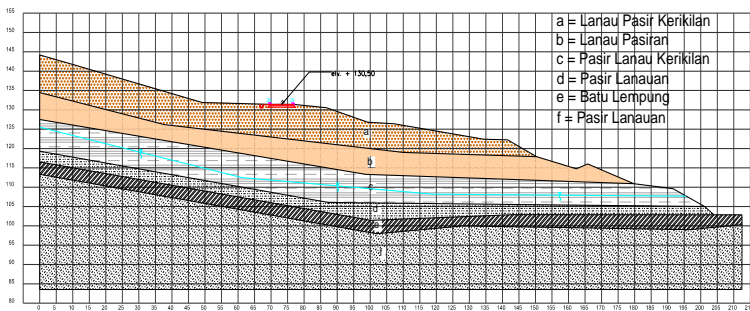 155
150
145
140
135
130
125
120
115
110
105
100
95
90
85
80
a = Lanau Pasir Kerikilan
b = Lanau Pasiran
c = Pasir Lanau Kerikilan
d = Pasir Lanauan
e = Batu Lempung
f = Pasir Lanauan
elv. + 130,50
a
b
c
d
0 5 10 15 20 25 30 35 40 45 50 55 60 65 70 75 80 85 90 95 100 105 110 115 120 125 130 135 140 145 150 155 160 165 170 175 180 185 190 195 200 205 210 215